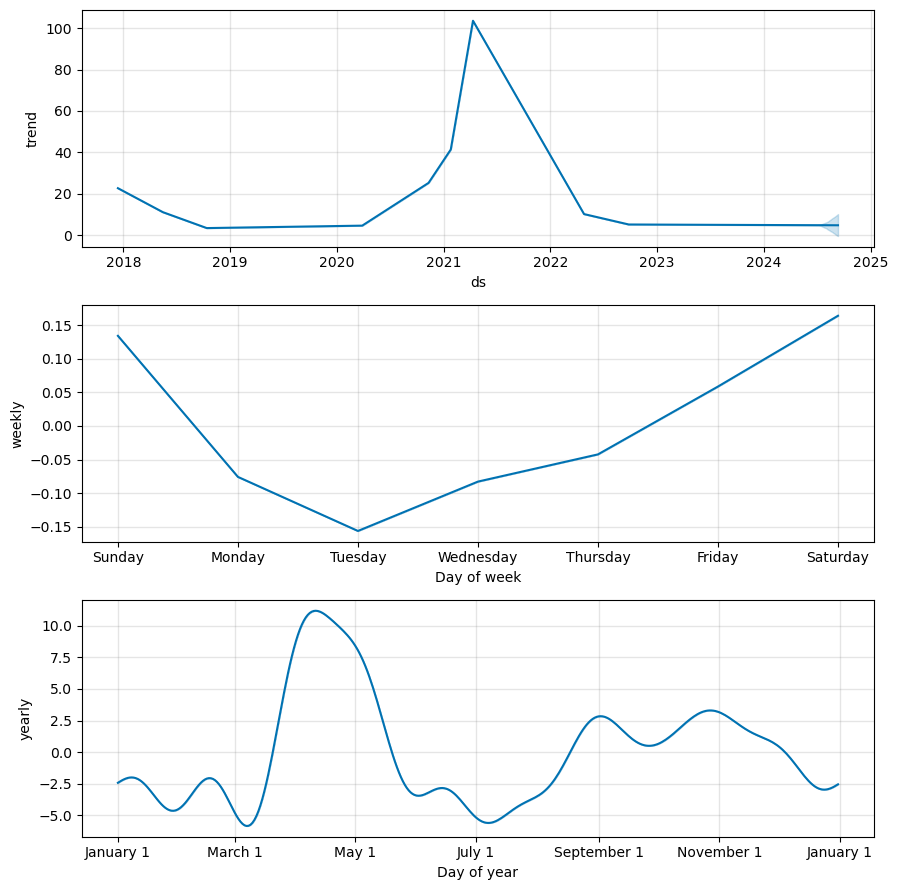 100
80
60
40
20
0
trend
2018 2019 2020 2021 2022 2023 2024 2025
ds
0.15
0.10
0.05
0.00
−0.05
−0.10
−0.15
weekly
Sunday Monday Tuesday Wednesday Thursday Friday Saturday
Day of week
10.0
7.5
5.0
2.5
0.0
−2.5
−5.0
yearly
January 1 March 1 May 1 July 1 September 1 November 1 January 1
Day of year